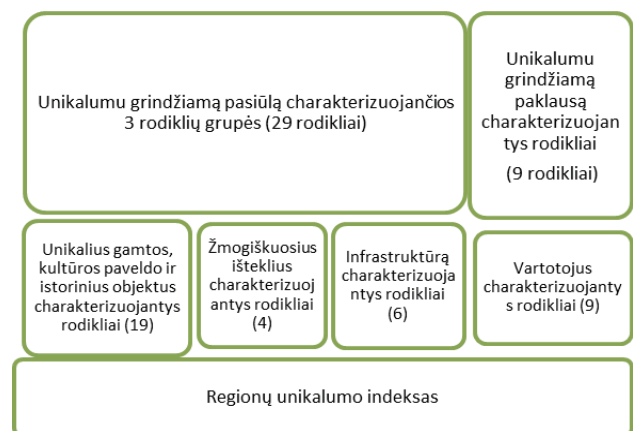 Unikalumu grindžiamą pasiūlą charakterizuojančios
3 rodiklių grupės (29 rodikliai)
Unikalumu
grindžiamą
paklausą
charakterizuojan
tys rodikliai
(9 rodikliai)
Unikalius gamtos,
kultūros paveldo ir
istorinius objektus
charakterizuojantys
rodikliai (19)
Žmogiškuosius
išteklius
charakterizuoj
antys rodikliai
(4)
Infrastruktūrą
charakterizuoja
ntys rodikliai
(6)
Vartotojus
charakterizuojanty
s rodikliai (9)
Regionų unikalumo indeksas